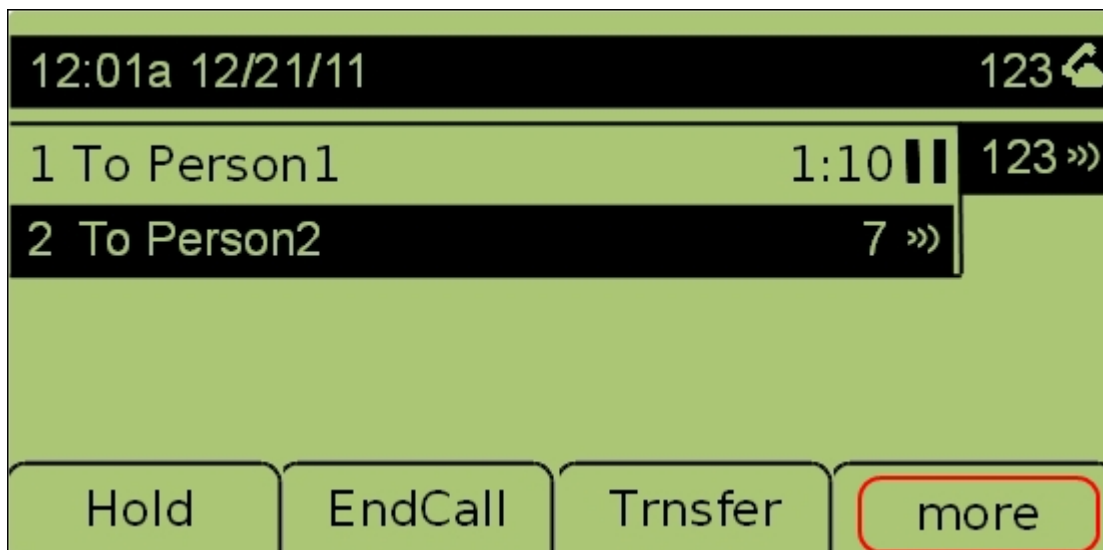 12:01a 12/21/11 123
1 To Person1 1:10 123
2 To Person2 7
Hold EndCall Trnsfer more